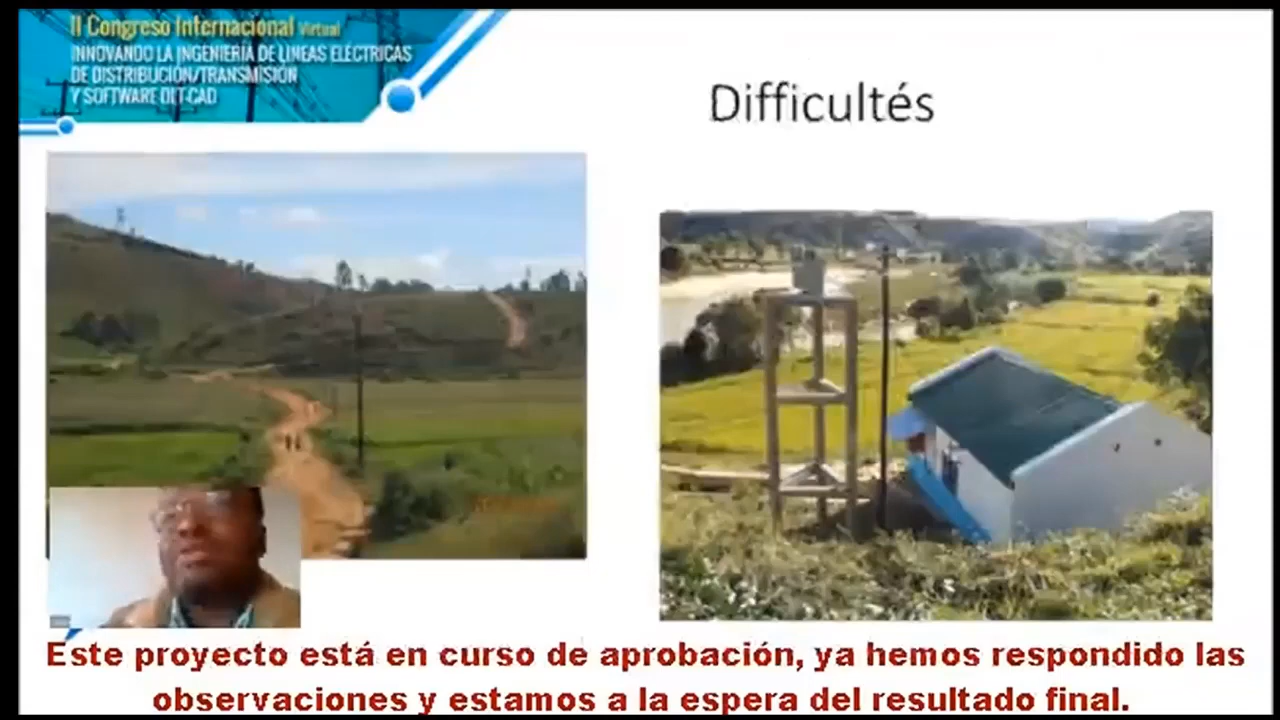 II Congreso Internacional Virtual
INNOVANDO LA INGENIERÍA DE LÍNEAS ELÉCTRICAS
DE DISTRIBUCIÓN/TRANSMISIÓN
Y SOFTWARE DLT-CAD
Difficultés
Este proyecto está en curso de aprobación, ya hemos respondido las
observaciones y estamos a la espera del resultado final.